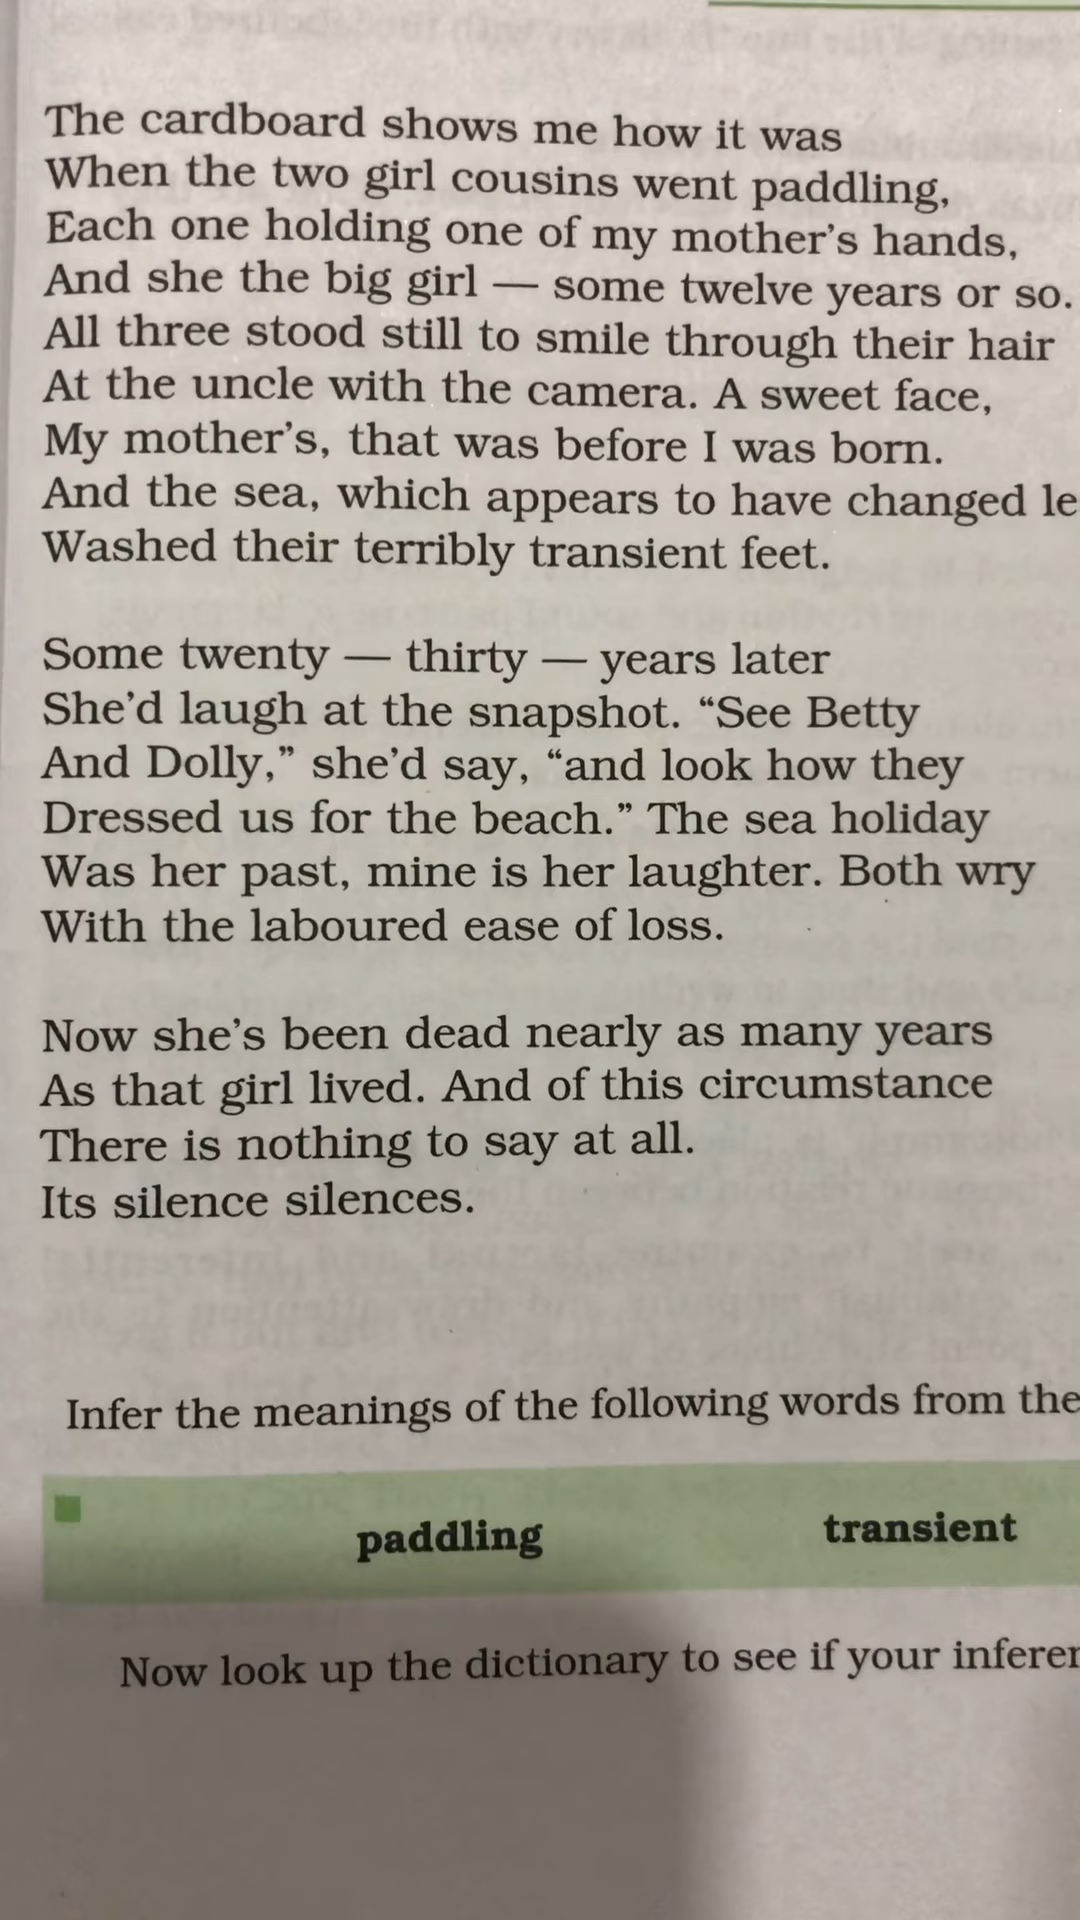 The cardboard shows me how it was
When the two girl cousins went paddling,
Each one holding one of my mother's hands,
And she the big girl — some twelve years or so.
All three stood still to smile through their hair
At the uncle with the camera. A sweet face,
My mother's, that was before I was born.
And the sea, which appears to have changed le
Washed their terribly transient feet.
Some twenty — thirty — years later
She'd laugh at the snapshot. “See Betty
And Dolly,” she'd say, “and look how they
Dressed us for the beach.” The sea holiday
Was her past, mine is her laughter. Both wry
With the laboured ease of loss.
Now she's been dead nearly as many years
As that girl lived. And of this circumstance
There is nothing to say at all.
Its silence silences.
Infer the meanings of the following words from the
paddling transient
Now look up the dictionary to see if your inferen